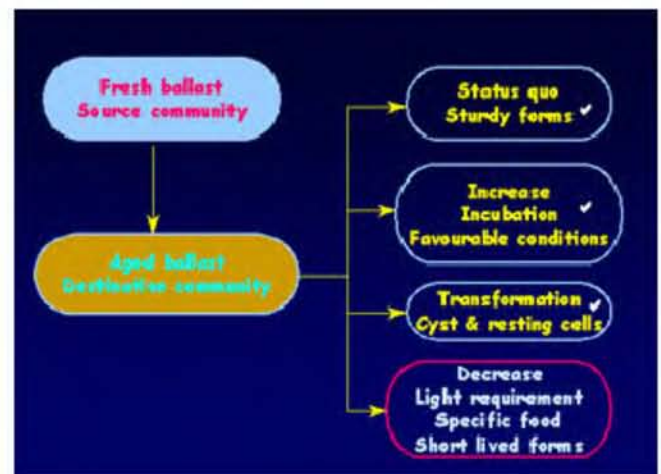 Fresh ballast
Source community
Aged ballast
Destinative community
Status quo
Sturdy forms
Increase
Incubation
Favourable conditions
Transformation
Cyst & resting cells
Decrease
Light requirement
Specific food
Short lived forms